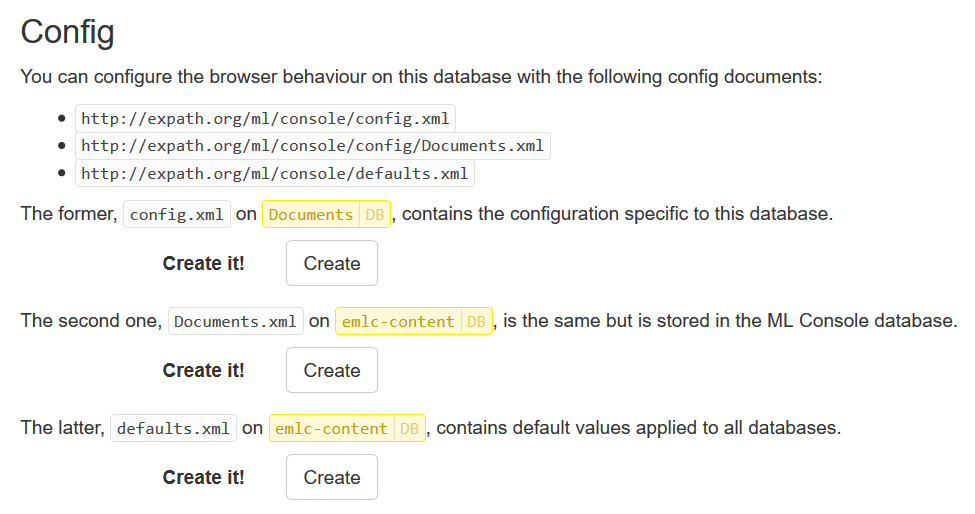 Config
You can configure the browser behaviour on this database with the following config documents:
http://expath.org/ml/console/config.xml
http://expath.org/ml/console/config/Documents.xml
http://expath.org/ml/console/defaults.xml
The former, config.xml on Documents DB, contains the configuration specific to this database.
Create it! Create
The second one, Documents.xml on emlc-content DB, is the same but is stored in the ML Console database.
Create it! Create
The latter, defaults.xml on emlc-content DB, contains default values applied to all databases.
Create it! Create